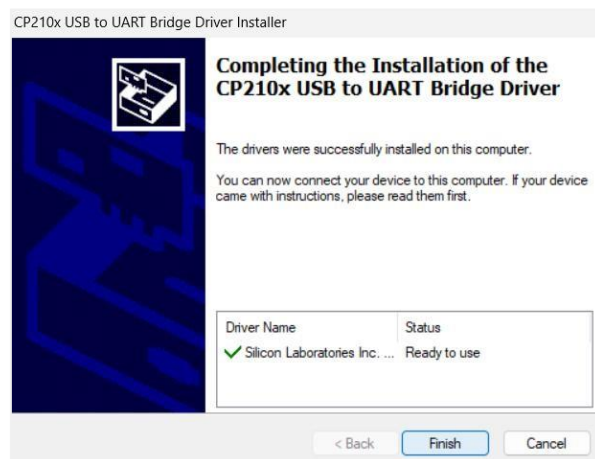 CP210x USB to UART Bridge Driver Installer
Completing the Installation of the
CP210x USB to UART Bridge Driver
The drivers were successfully installed on this computer.
You can now connect your device to this computer. If your device
came with instructions, please read them first.
Driver Name Status
Silicon Laboratories Inc. ... Ready to use
< Back Finish Cancel